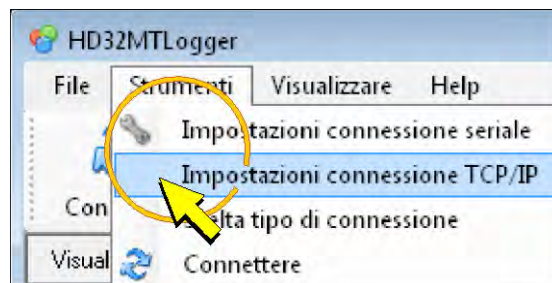 HD32MTLogger
File Strumenti Visualizzare Help
Impostazioni connessione seriale
Impostazioni connessione TCP/IP
Con
Scelta tipo di connessione
Visual
Connettere